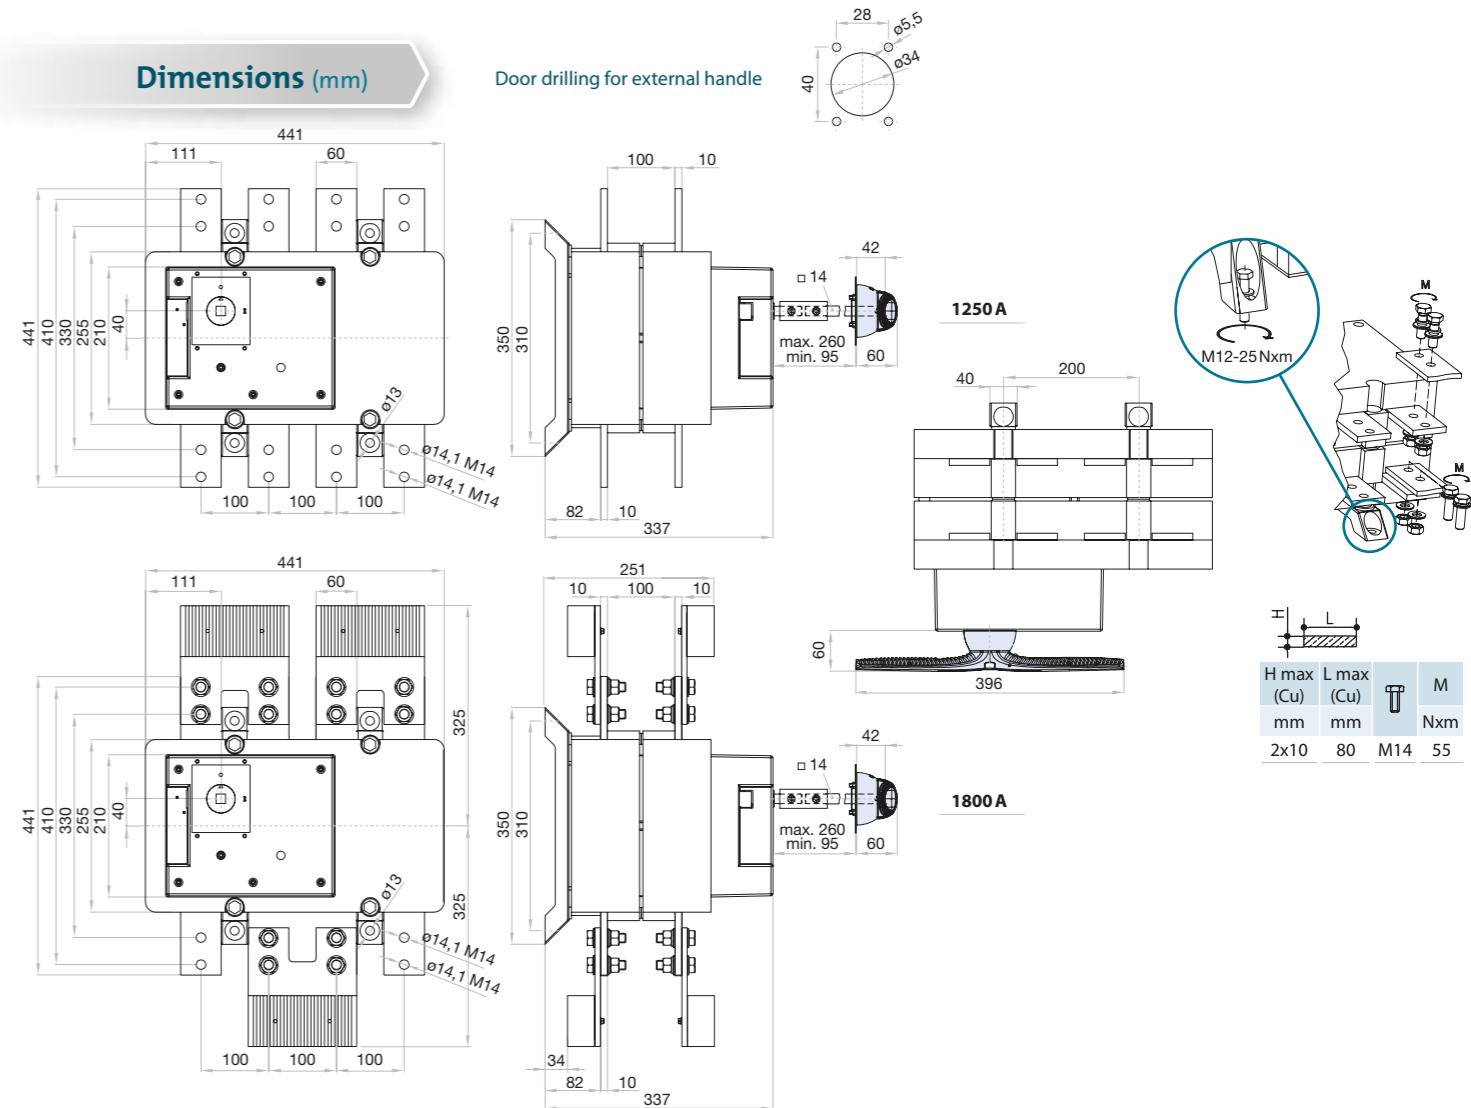 Dimensions (mm)
Door drilling for external handle
28
ø5,5
ø34
40
441
111
60
441
410
330
255
210
40
ø13
ø14,1 M14
ø14,1 M14
100
100
100
100
10
350
310
82
10
337
42
□ 14
max. 260
min. 95
60
1250 A
40
200
60
396
M12-25 Nxm
M
M
441
111
60
441
410
330
255
210
40
325
325
ø13
ø14,1 M14
ø14,1 M14
100
100
100
251
10
100
10
350
310
34
82
10
337
42
□ 14
max. 260
min. 95
60
1800 A
H
L
H max (Cu)
L max (Cu)
M
mm
mm
Nxm
2x10
80
M14
55